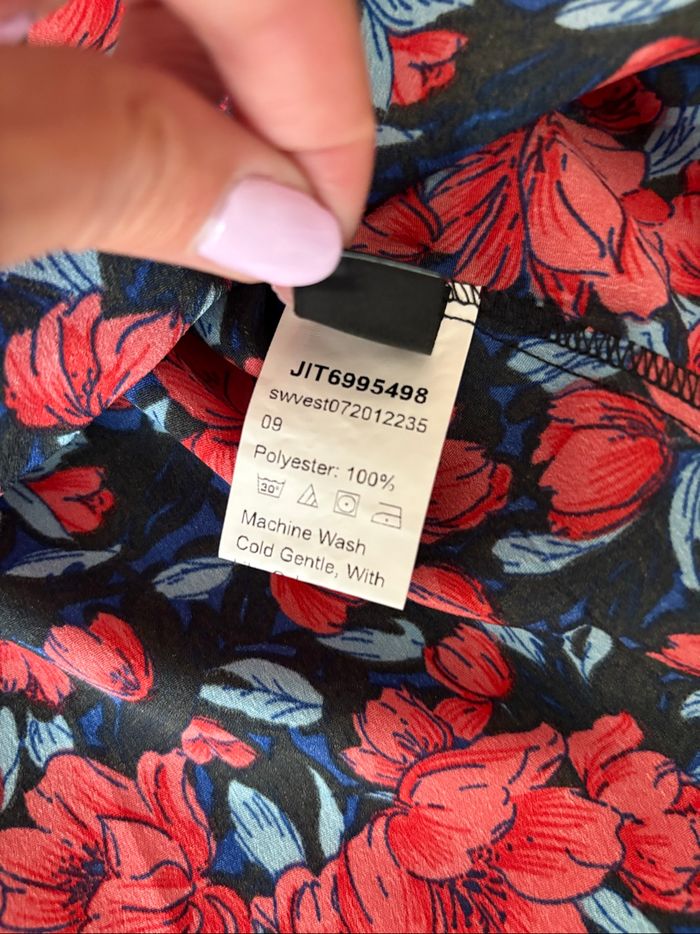 JIT6995498
swvest072012235
09
Polyester: 100%
30°
Machine Wash
Cold Gentle, With